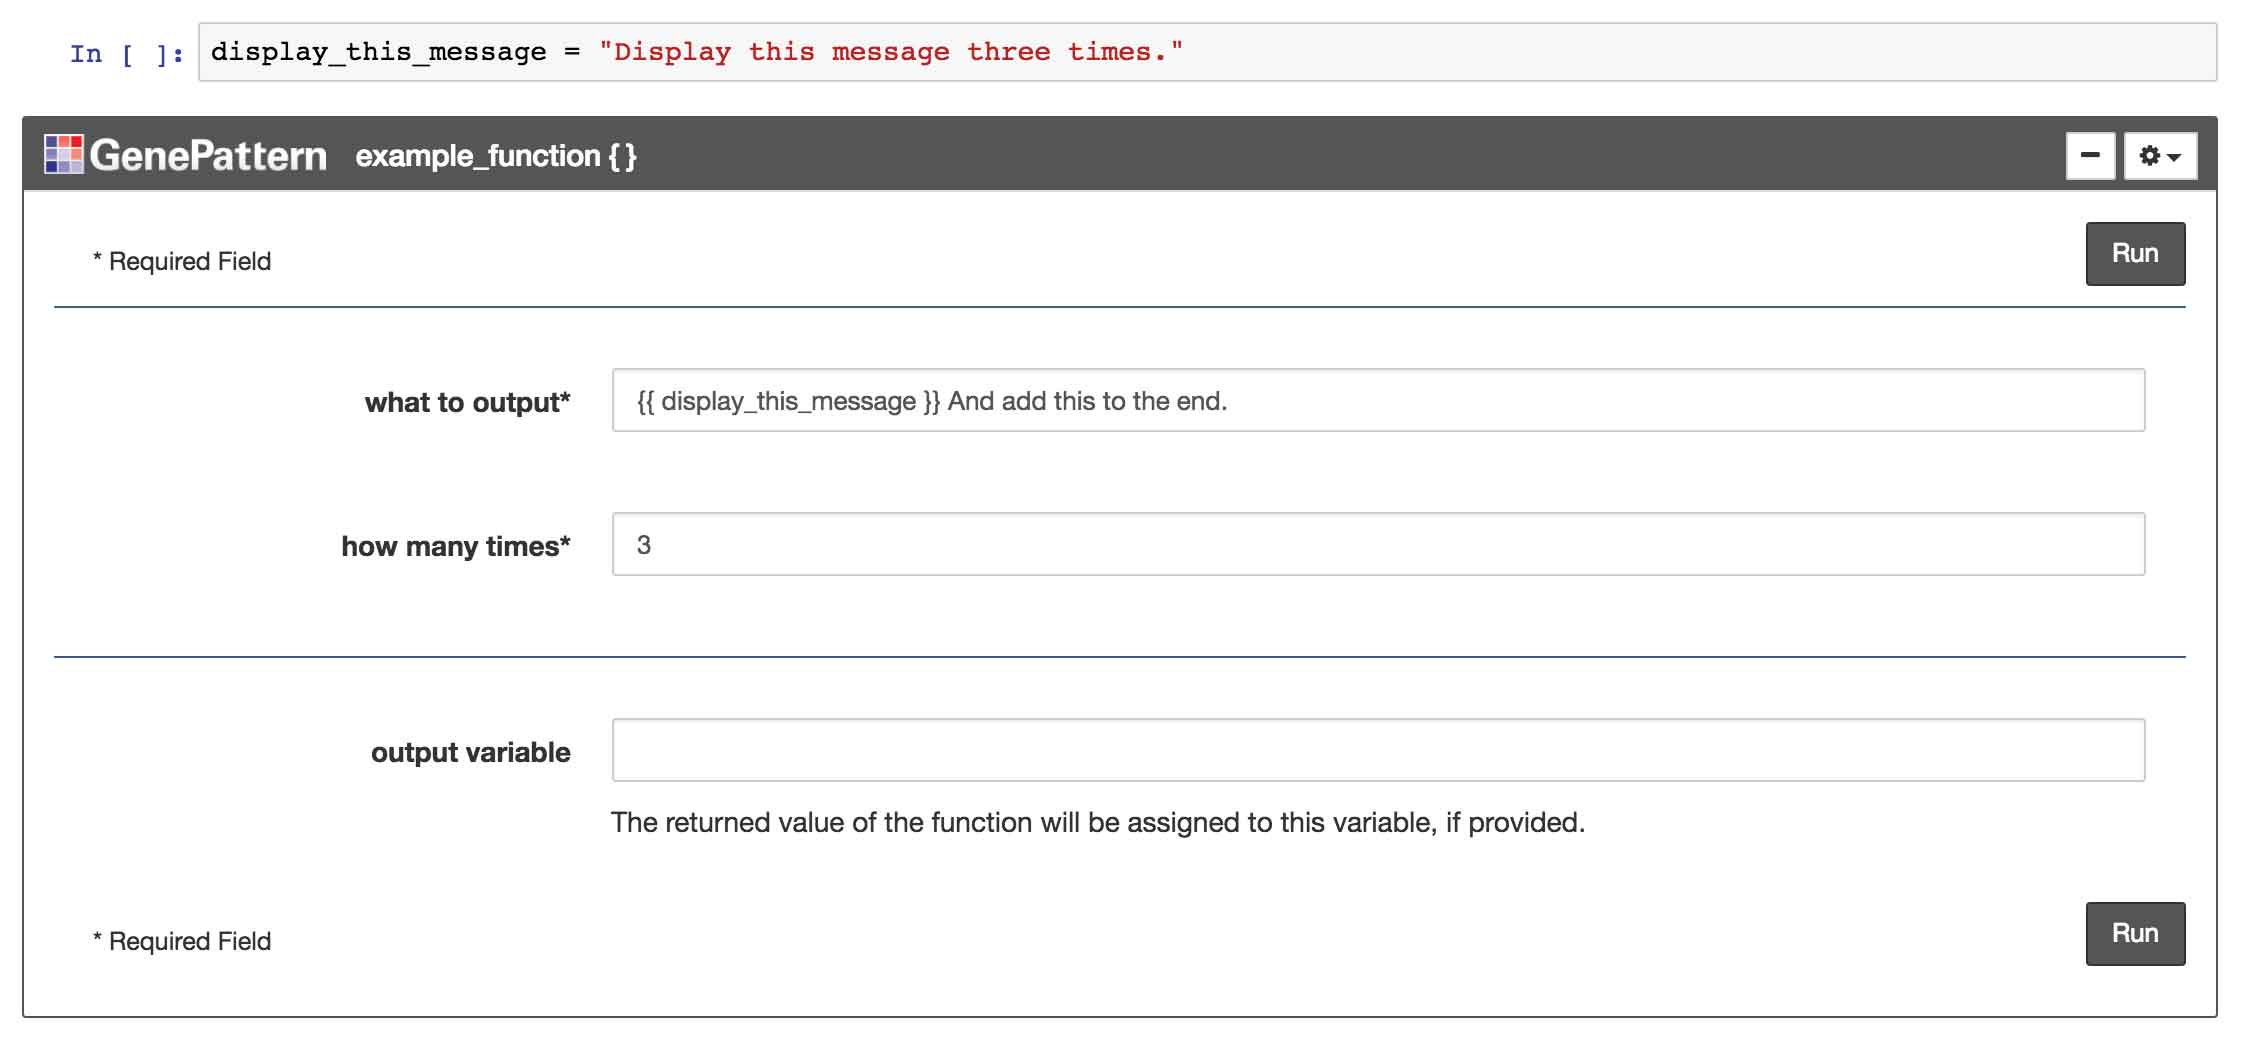 In [ ]: display_this_message = "Display this message three times."
GenePattern example_function { }
* Required Field Run
what to output* {{ display_this_message }} And add this to the end.
how many times* 3
output variable
The returned value of the function will be assigned to this variable, if provided.
* Required Field Run